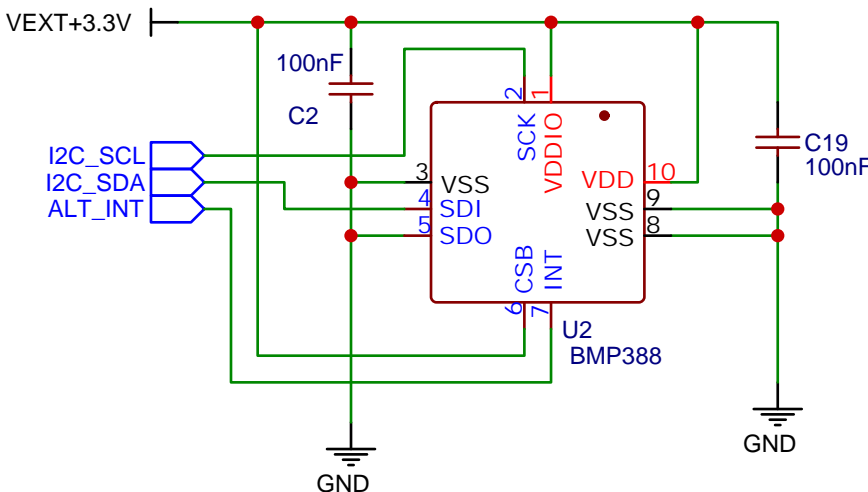 VEXT+3.3V
100nF
C2
2
1
SCK
VDDIO
C19
100nF
I2C_SCL
I2C_SDA
ALT_INT
3
VSS
4
SDI
5
SDO
VDD
10
VSS
9
VSS
8
CSB
INT
6
7
U2
BMP388
GND
GND